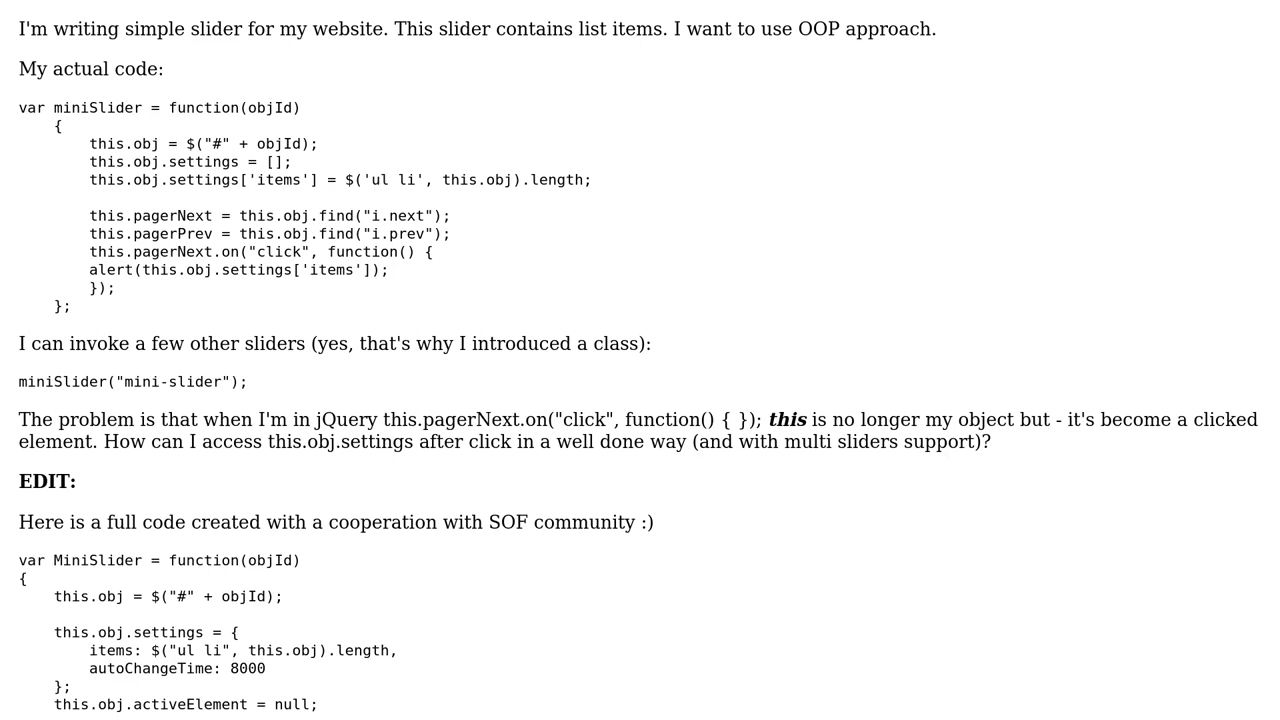 I'm writing simple slider for my website. This slider contains list items. I want to use OOP approach.
My actual code:
var miniSlider = function(objId)
    {
        this.obj = $("#" + objId);
        this.obj.settings = [];
        this.obj.settings['items'] = $('ul li', this.obj).length;

        this.pagerNext = this.obj.find("i.next");
        this.pagerPrev = this.obj.find("i.prev");
        this.pagerNext.on("click", function() {
        alert(this.obj.settings['items']);
        });
    };
I can invoke a few other sliders (yes, that's why I introduced a class):
miniSlider("mini-slider");
The problem is that when I'm in jQuery this.pagerNext.on("click", function() { }); this is no longer my object but - it's become a clicked
element. How can I access this.obj.settings after click in a well done way (and with multi sliders support)?
EDIT:
Here is a full code created with a cooperation with SOF community :)
var MiniSlider = function(objId)
{
    this.obj = $("#" + objId);

    this.obj.settings = {
        items: $("ul li", this.obj).length,
        autoChangeTime: 8000
    };
    this.obj.activeElement = null;